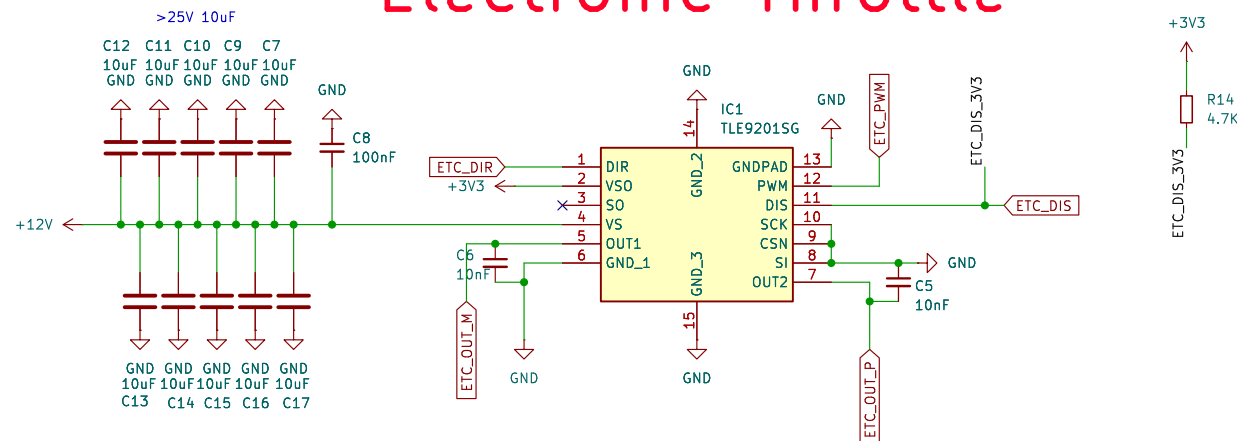 Electronic Throttle
>25V 10uF
C12 C11 C10 C9 C7
10uF 10uF 10uF 10uF 10uF
GND GND GND GND GND
GND
C8
100nF
+12V
GND GND GND GND GND
10uF 10uF 10uF 10uF 10uF
C13 C14 C15 C16 C17
ETC_DIR
+3V3
C6
10nF
ETC_OUT_M
GND
GND
14
IC1
TLE9201SG
1 DIR
2 VSO
3 SO
4 VS
5 OUT1
6 GND_1
GND_2
GND_3
GNDPAD 13
PWM 12
DIS 11
SCK 10
CSN 9
SI 8
OUT2 7
15
GND
GND
ETC_PWM
ETC_DIS_3V3
ETC_DIS
GND
C5
10nF
ETC_OUT_P
+3V3
R14
4.7K
ETC_DIS_3V3